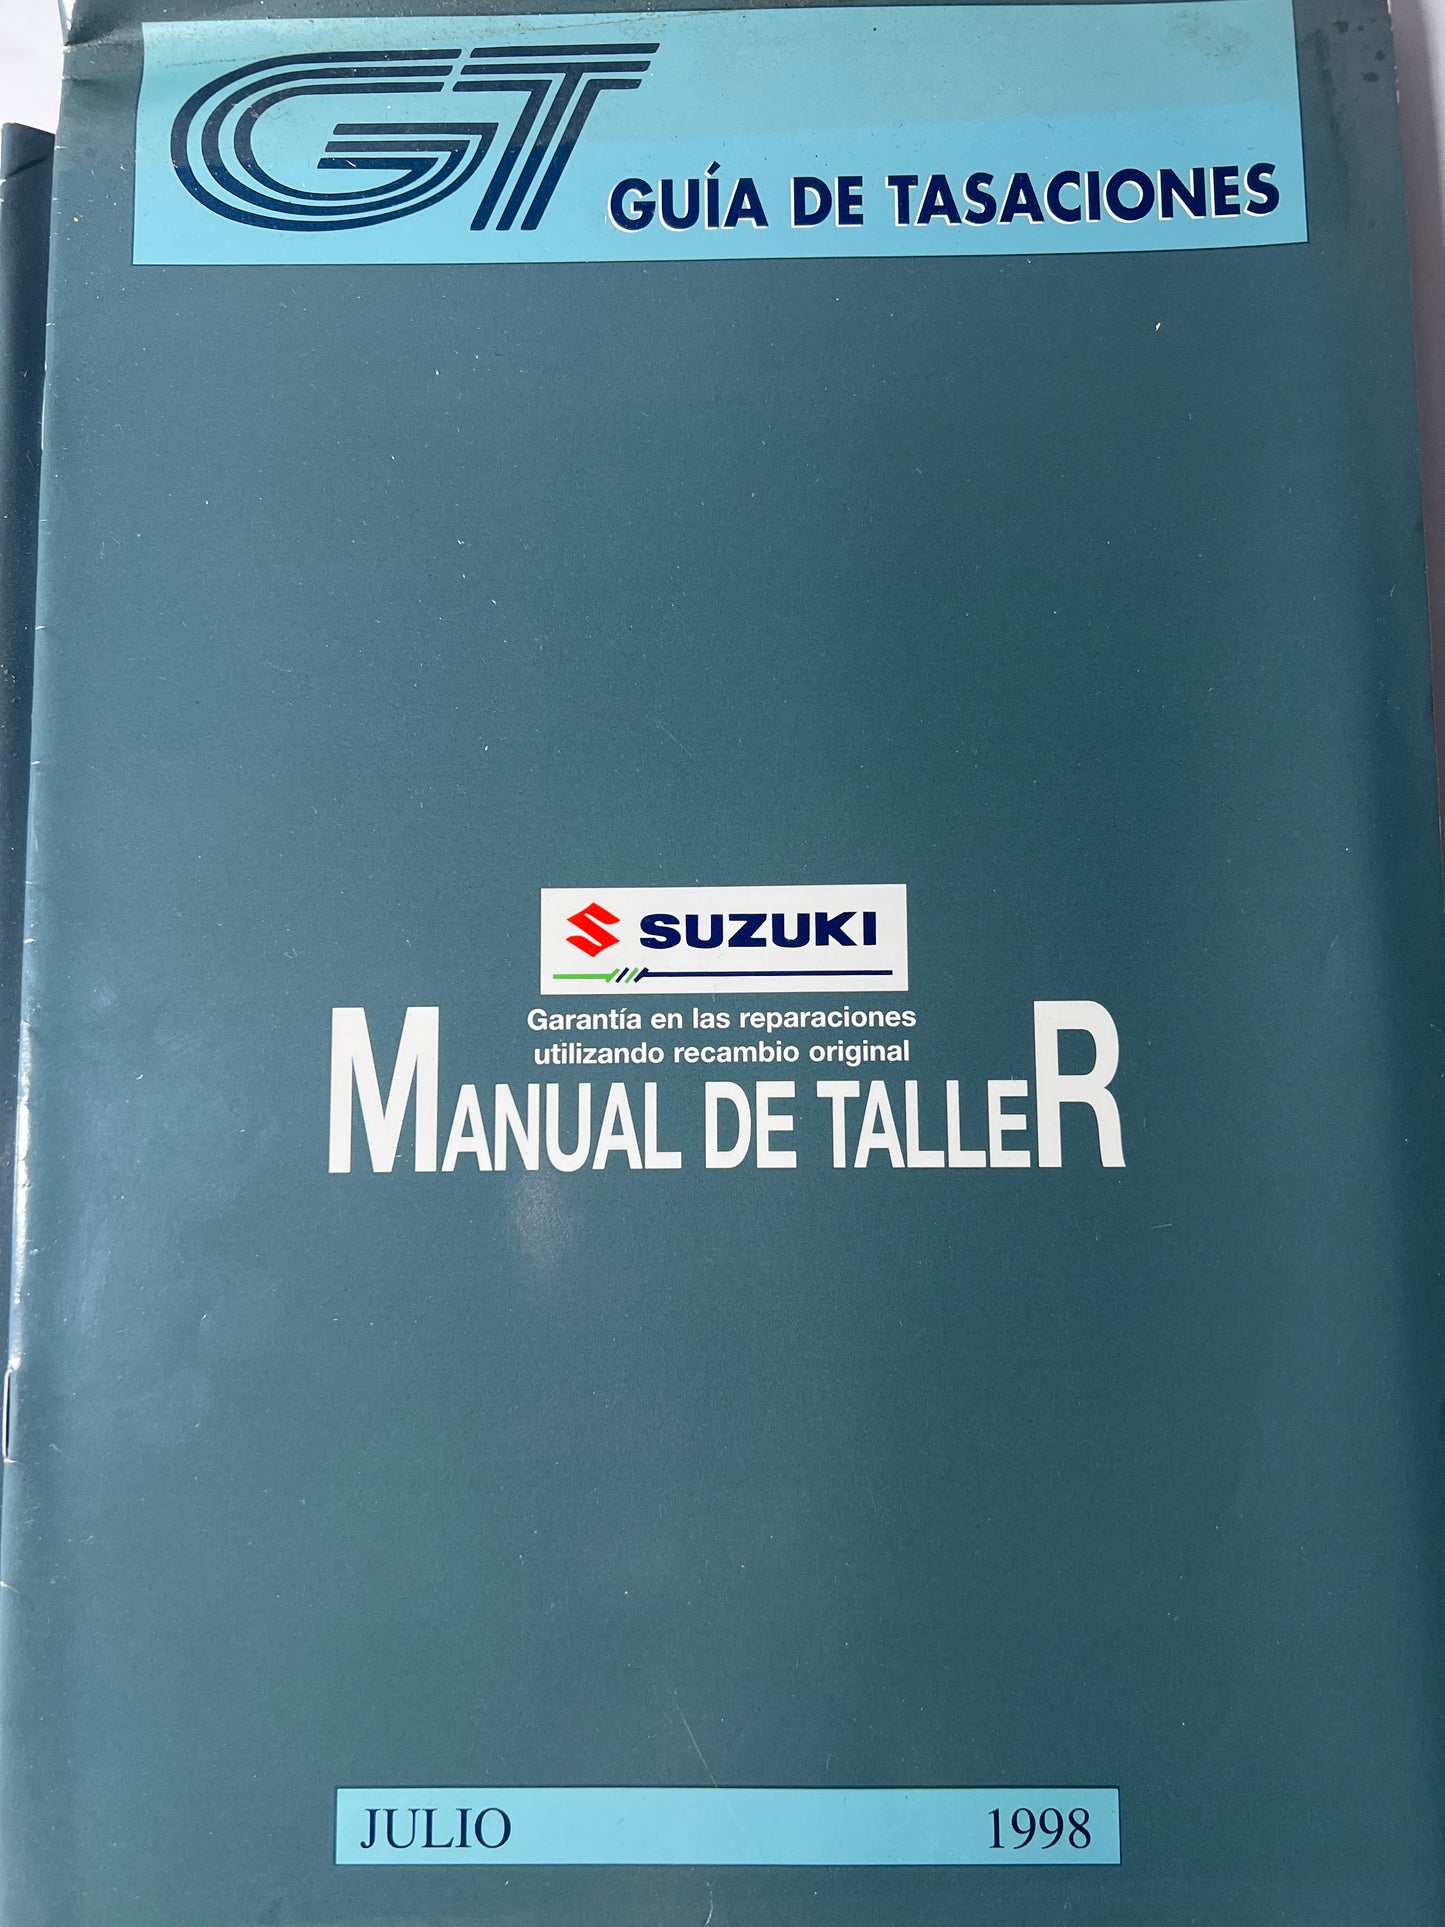 GT GUÍA DE TASACIONES
SUZUKI
Garantía en las reparaciones
utilizando recambio original
MANUAL DE TALLER
JULIO 1998